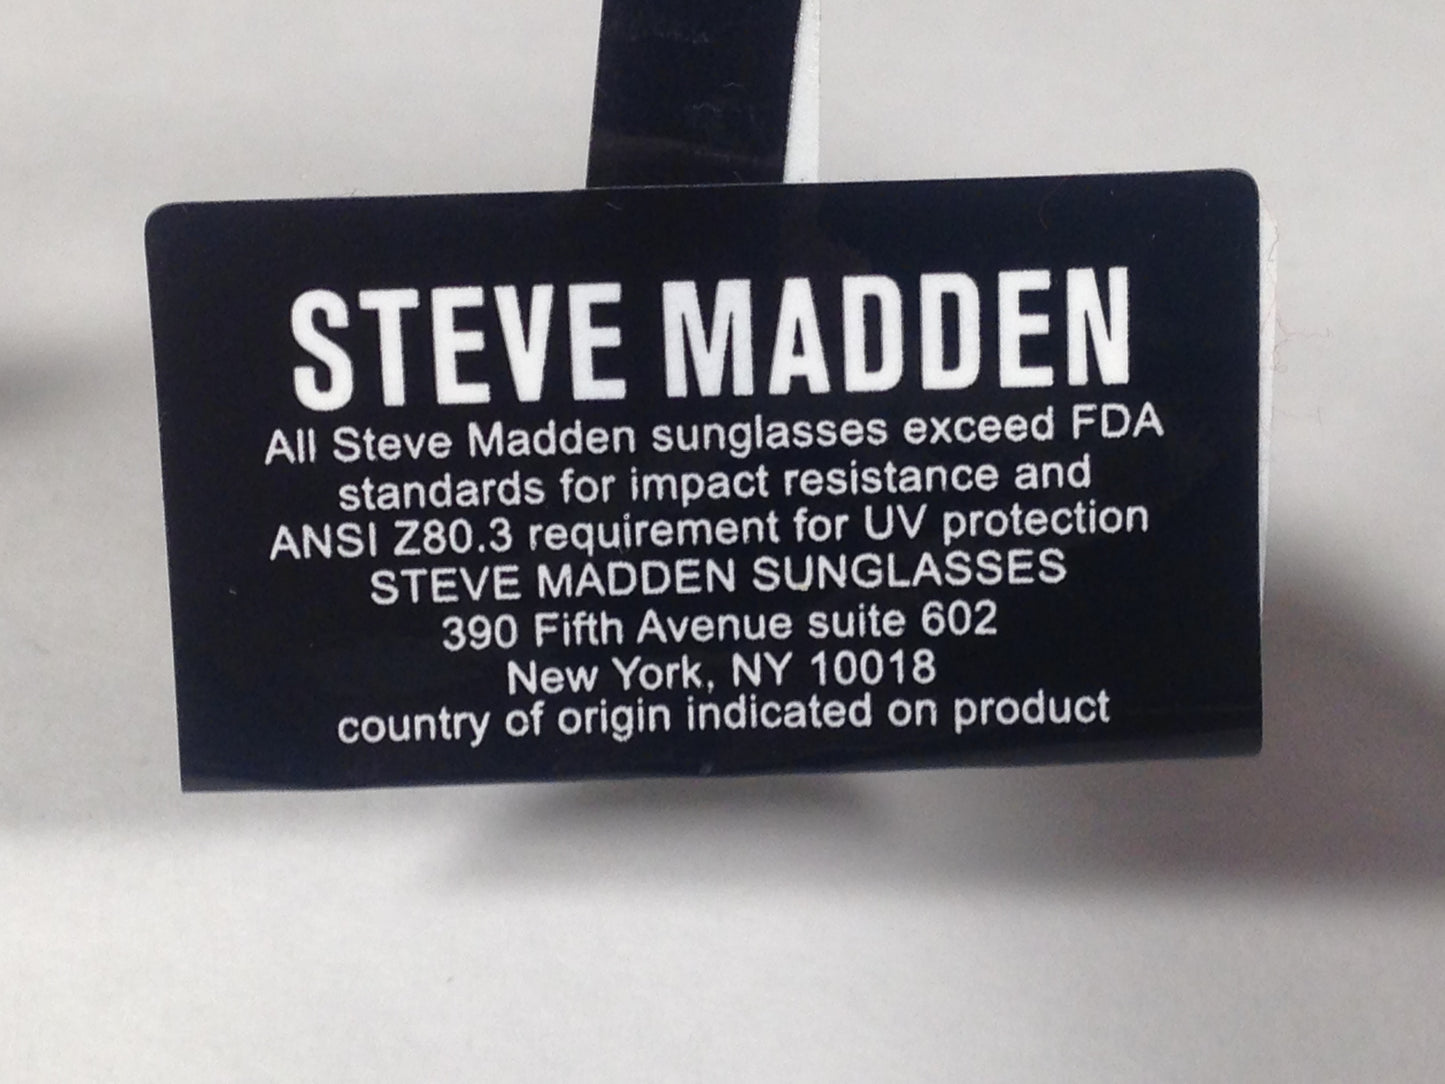 STEVE MADDEN
All Steve Madden sunglasses exceed FDA
standards for impact resistance and
ANSI Z80.3 requirement for UV protection
STEVE MADDEN SUNGLASSES
390 Fifth Avenue suite 602
New York, NY 10018
country of origin indicated on product